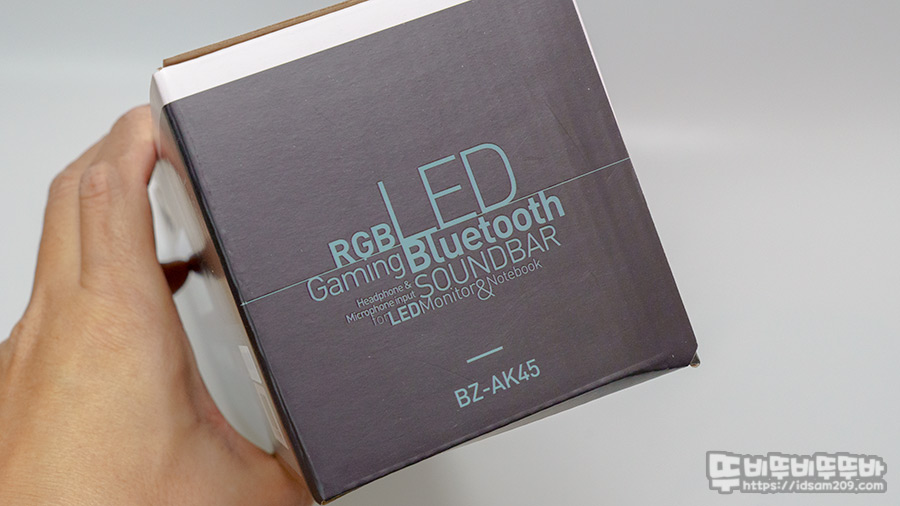 RGB LED
Gaming Bluetooth
Headphone & Microphone input SOUNDBAR
for LED Monitor & Notebook
BZ-AK45
뚜비뚜비뚜뚜바
https://idsam209.com